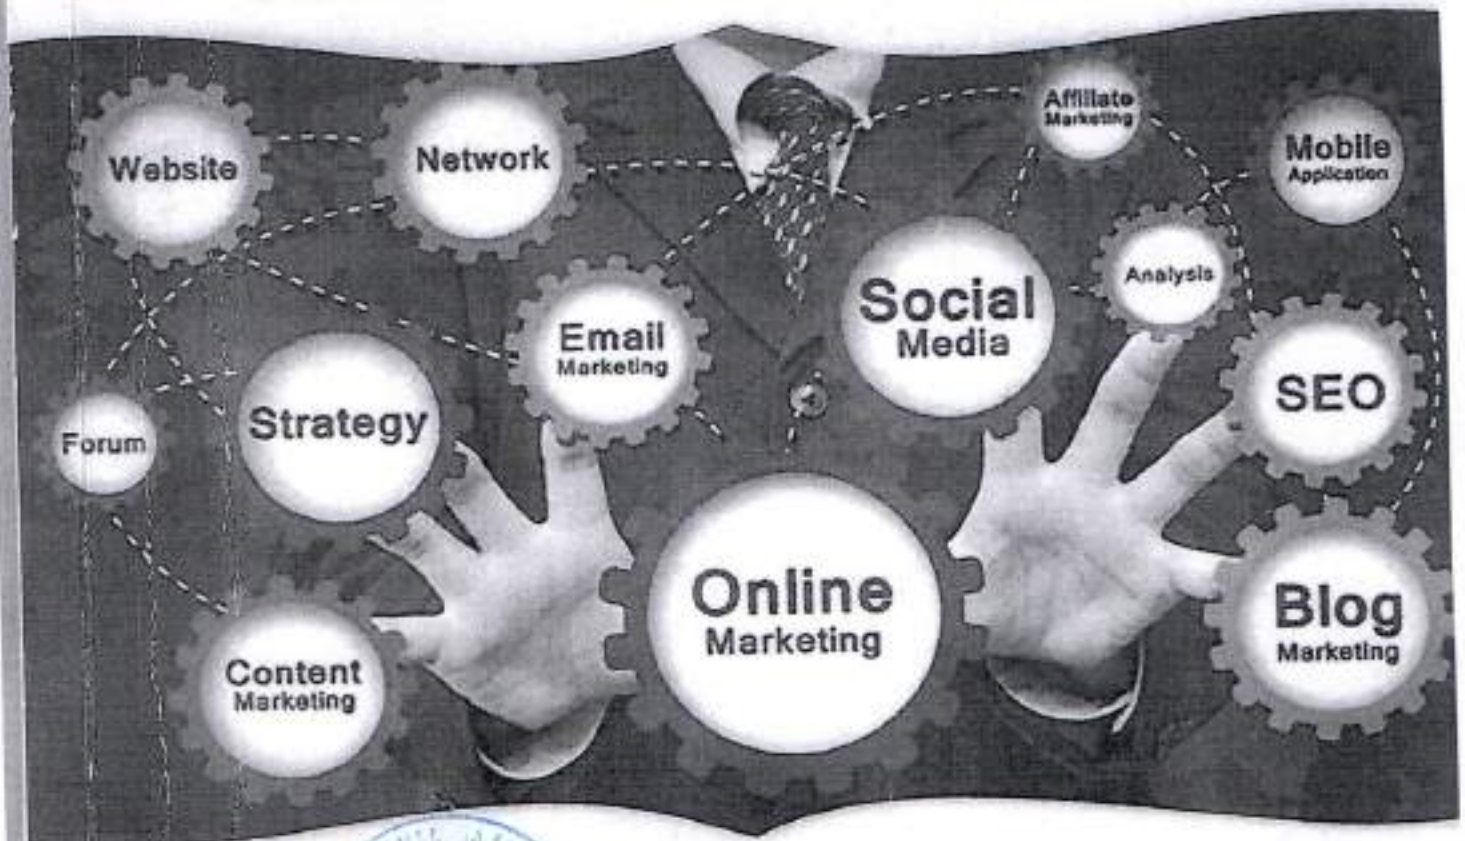 Website
Network
Affiliate
Marketing
Mobile
Application
Analysis
Social
Media
Email
Marketing
SEO
Strategy
Forum
Online
Marketing
Blog
Marketing
Content
Marketing